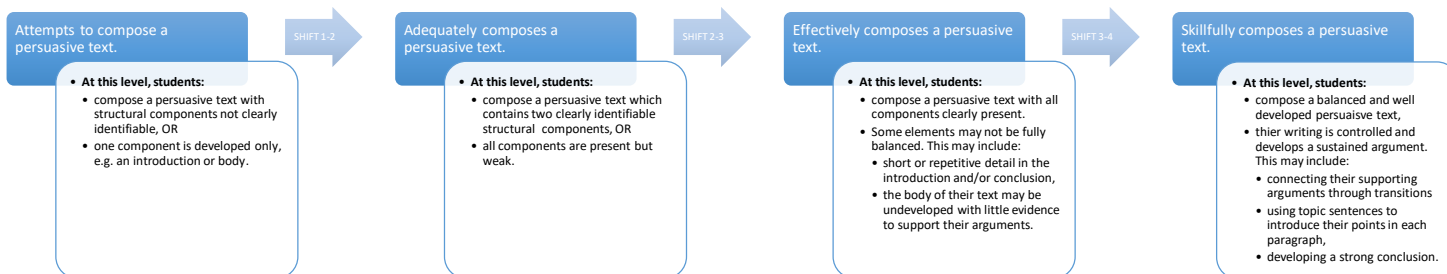 Attempts to compose a
persuasive text.
• At this level, students:
• compose a persuasive text with
structural components not clearly
identifiable, OR
• one component is developed only,
e.g. an introduction or body.
SHIFT 1-2
Adequately composes a
persuasive text.
• At this level, students:
• compose a persuasive text which
contains two clearly identifiable
structural components, OR
• all components are present but
weak.
SHIFT 2-3
Effectively composes a persuasive
text.
• At this level, students:
• compose a persuasive text with all
components clearly present.
• Some elements may not be fully
balanced. This may include:
• short or repetitive detail in the
introduction and/or conclusion,
• the body of their text may be
undeveloped with little evidence
to support their arguments.
SHIFT 3-4
Skillfully composes a persuasive
text.
• At this level, students:
• compose a balanced and well
developed persuaisve text,
• thier writing is controlled and
develops a sustained argument.
This may include:
• connecting their supporting
arguments through transitions
• using topic sentences to
introduce their points in each
paragraph,
• developing a strong conclusion.